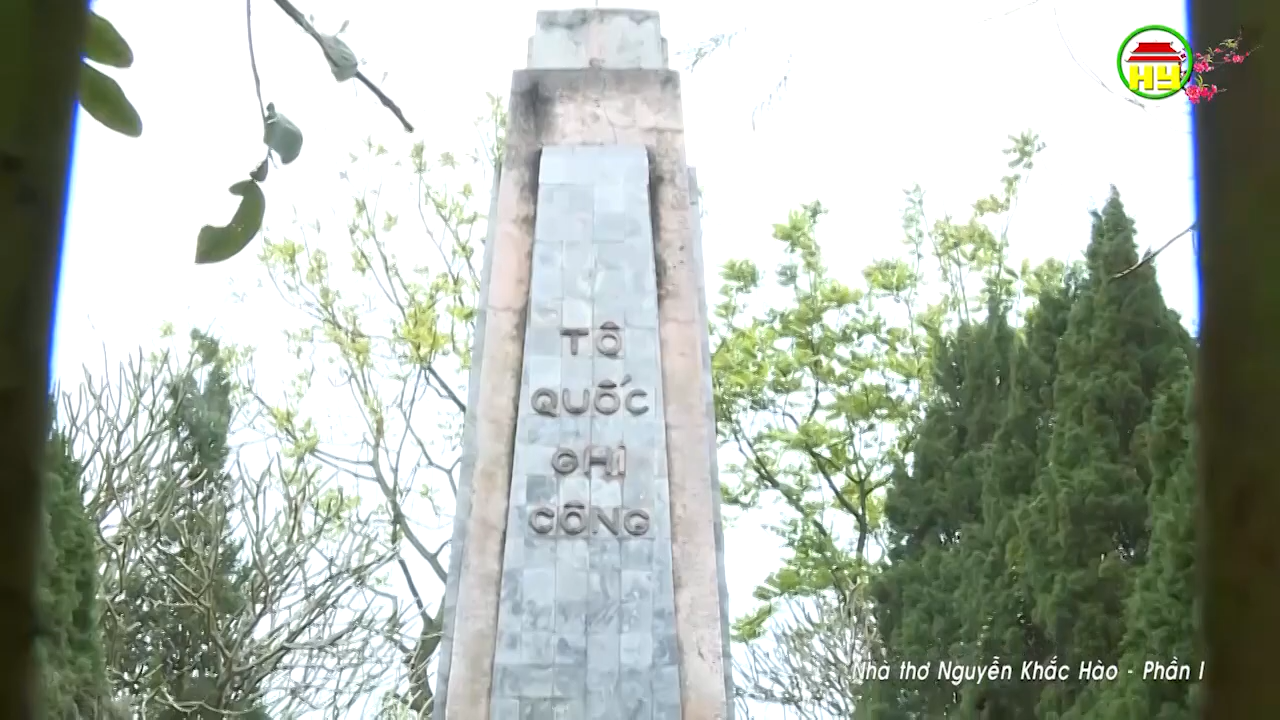 HY
TỔ
QUỐC
GHI
CÔNG
Nhà thơ Nguyễn Khắc Hào - Phần I